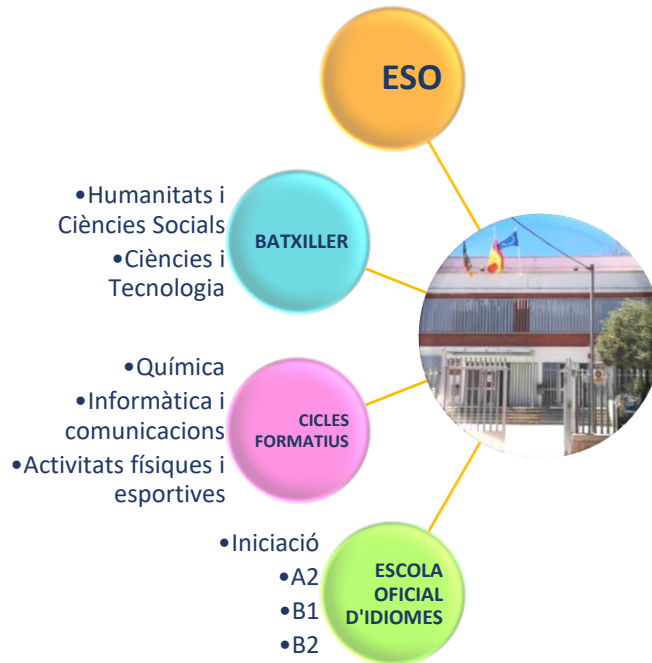 ESO
•Humanitats i
Ciències Socials
•Ciències i
Tecnologia
BATXILLER
•Química
•Informàtica i
comunicacions
•Activitats físiques i
esportives
CICLES
FORMATIUS
•Iniciació
•A2
•B1
•B2
ESCOLA
OFICIAL
D'IDIOMES